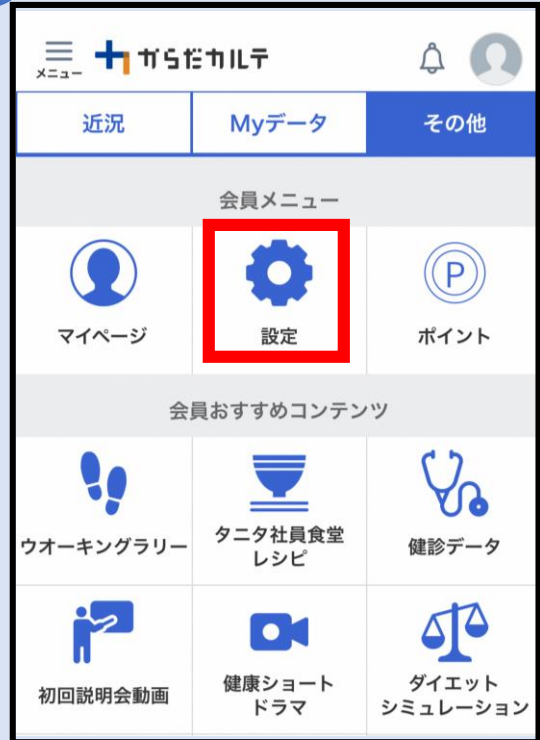 メニュー
からだカルテ
近況
Myデータ
その他
会員メニュー
マイページ
設定
P
ポイント
会員おすすめコンテンツ
ウオーキングラリー
タニタ社員食堂
レシピ
健診データ
初回説明会動画
健康ショート
ドラマ
ダイエット
シミュレーション